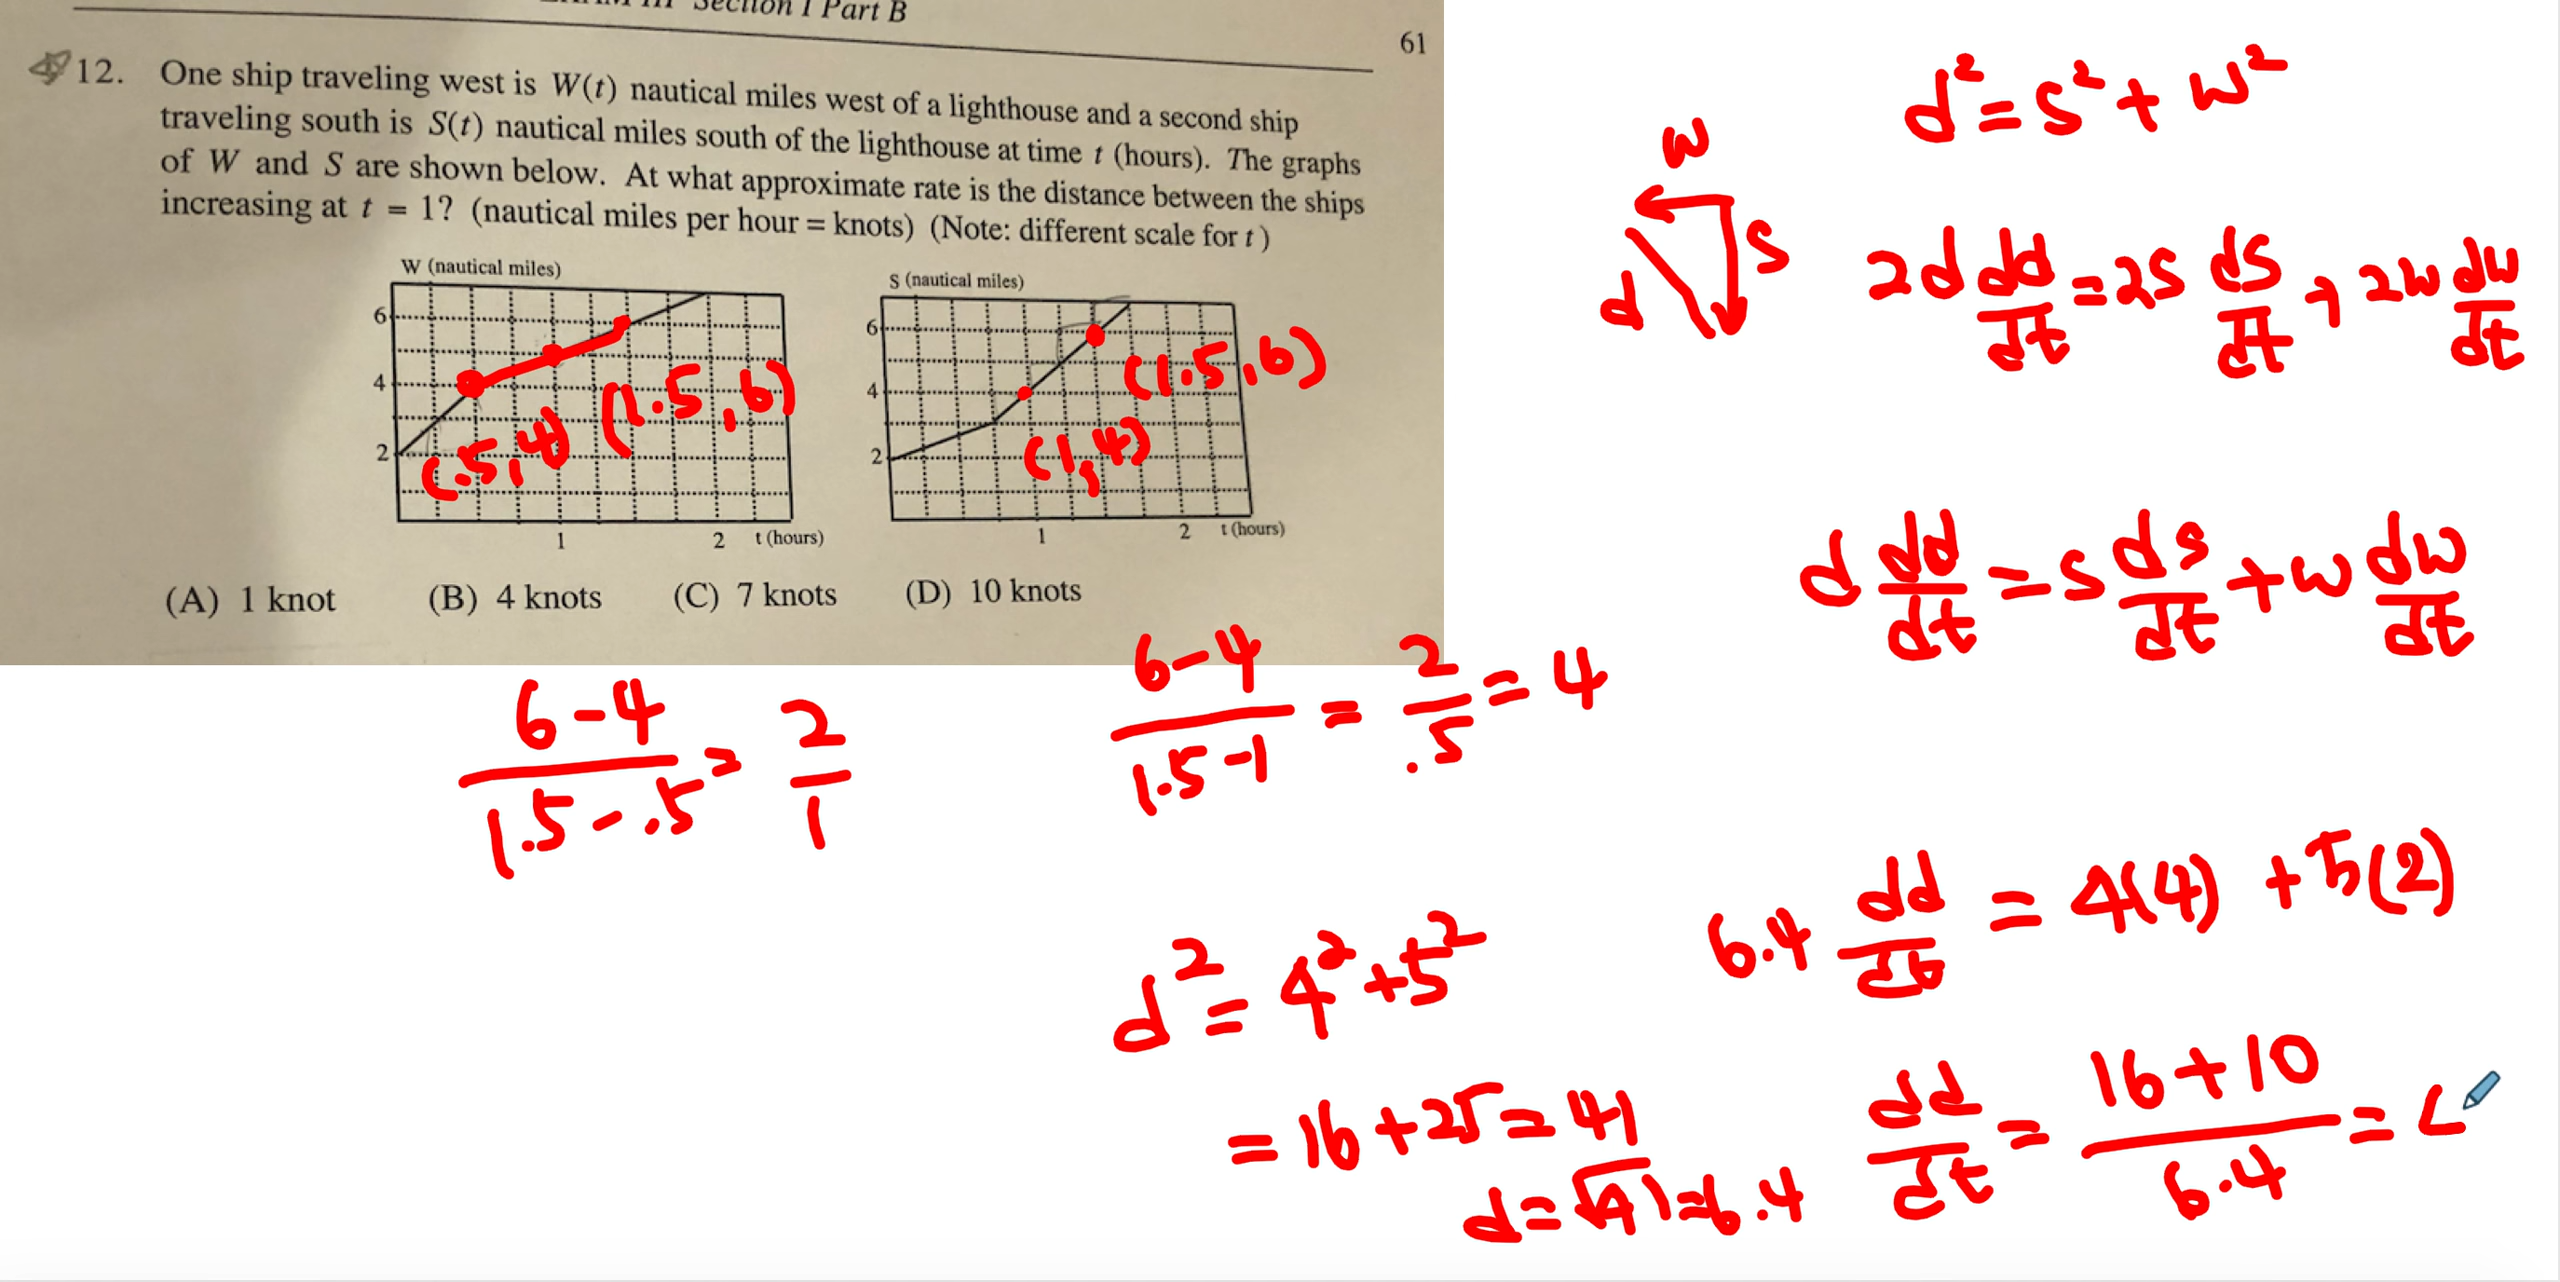 Section I Part B
61
12. One ship traveling west is W(t) nautical miles west of a lighthouse and a second ship
traveling south is S(t) nautical miles south of the lighthouse at time t (hours). The graphs
of W and S are shown below. At what approximate rate is the distance between the ships
increasing at t = 1? (nautical miles per hour = knots) (Note: different scale for t)
W (nautical miles)
6
4
2
1 2 t (hours)
(.5,4) (1.5,6)
S (nautical miles)
6
4
2
1 2 t (hours)
(1,4) (1.5,6)
(A) 1 knot (B) 4 knots (C) 7 knots (D) 10 knots
6-4/1.5-.5 = 2/1
6-4/1.5-1 = 2/.5 = 4
w
s
d
d² = s² + w²
2d dd/dt = 2s ds/dt + 2w dw/dt
d dd/dt = s ds/dt + w dw/dt
d² = 4² + 5²
= 16 + 25 = 41
d = √41 = 6.4
6.4 dd/dt = 4(4) + 5(2)
dd/dt = 16+10/6.4 =